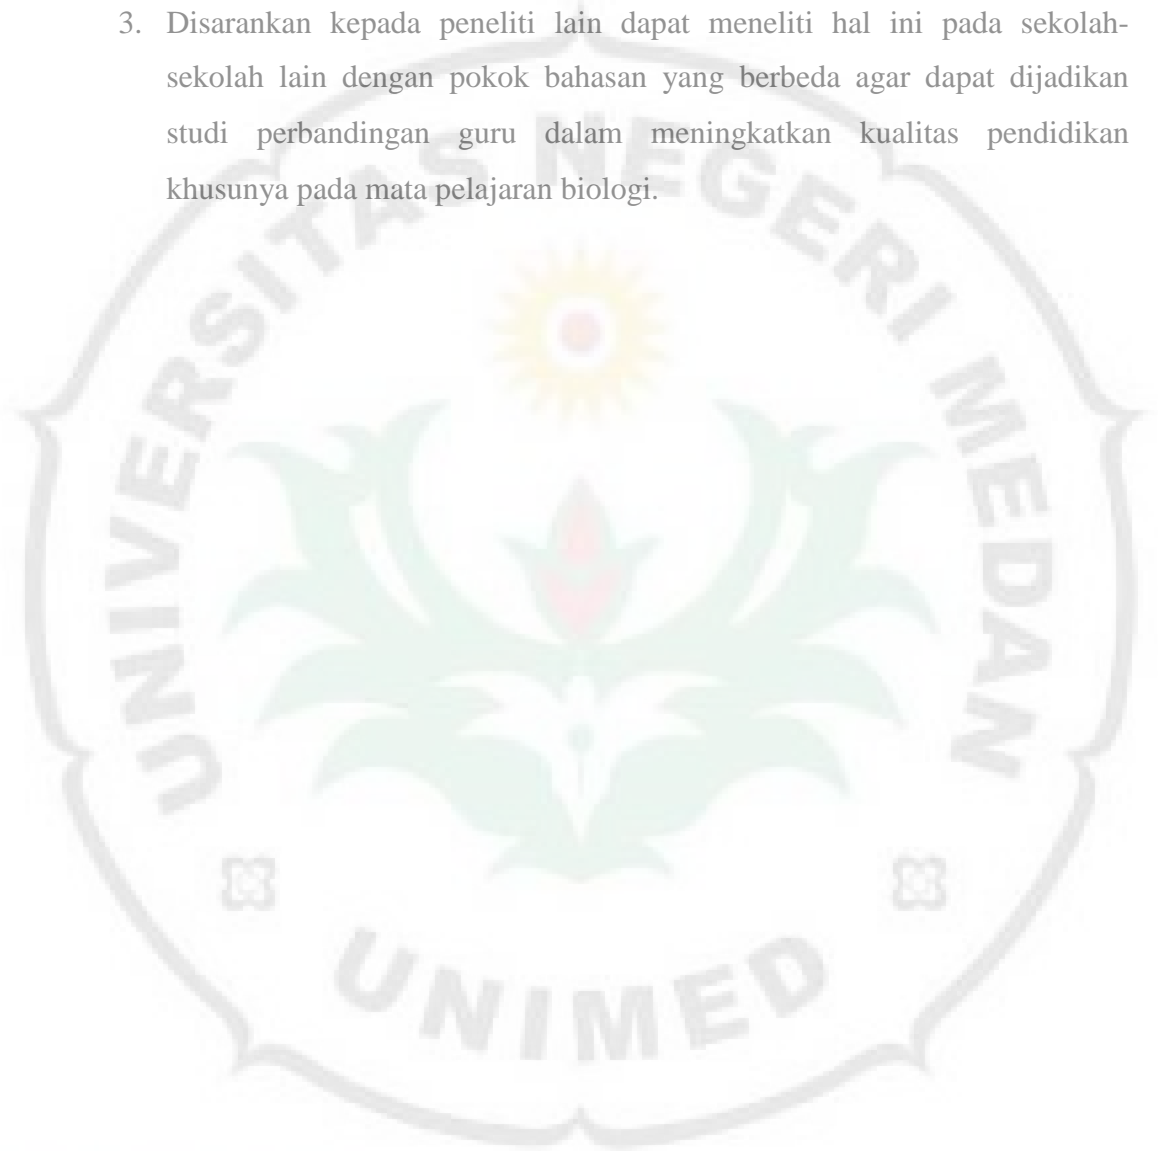 3. Disarankan kepada peneliti lain dapat meneliti hal ini pada sekolah-
sekolah lain dengan pokok bahasan yang berbeda agar dapat dijadikan
studi perbandingan guru dalam meningkatkan kualitas pendidikan
khusunya pada mata pelajaran biologi.
UNIVERSITAS NEGERI MEDAN
UNIMED